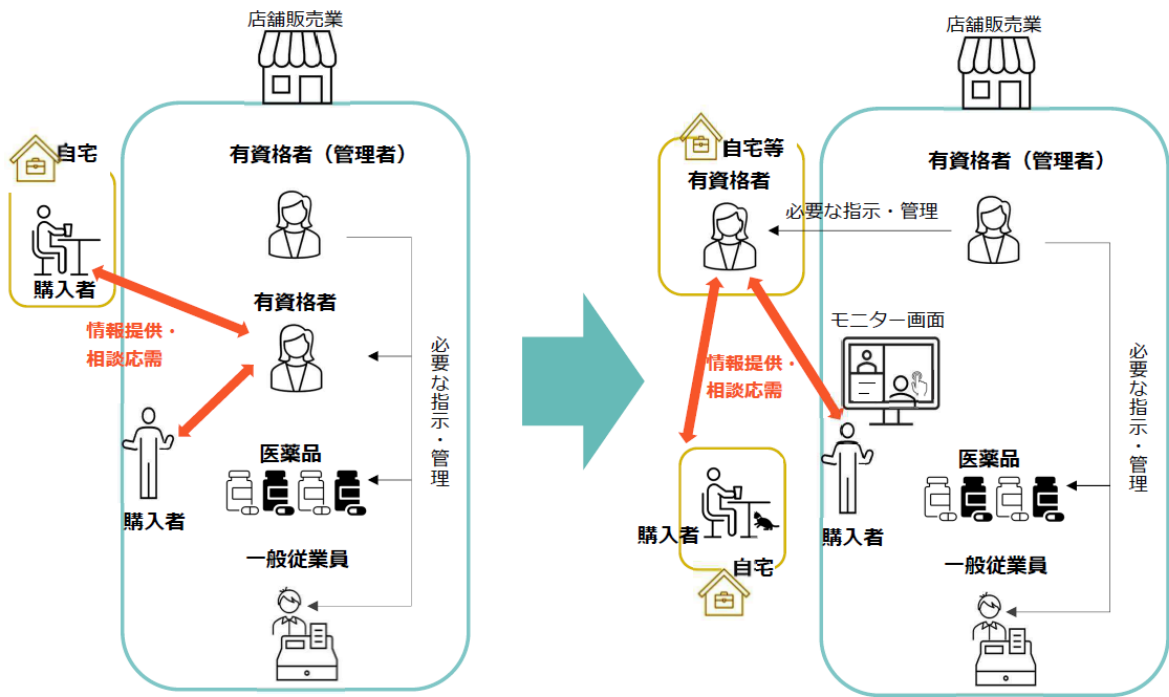 店舗販売業
自宅
有資格者（管理者）
購入者
有資格者
情報提供・
相談応需
必要な指示・管理
医薬品
購入者
一般従業員
店舗販売業
自宅等
有資格者
有資格者（管理者）
必要な指示・管理
モニター画面
情報提供・
相談応需
必要な指示・管理
医薬品
購入者
購入者
自宅
一般従業員